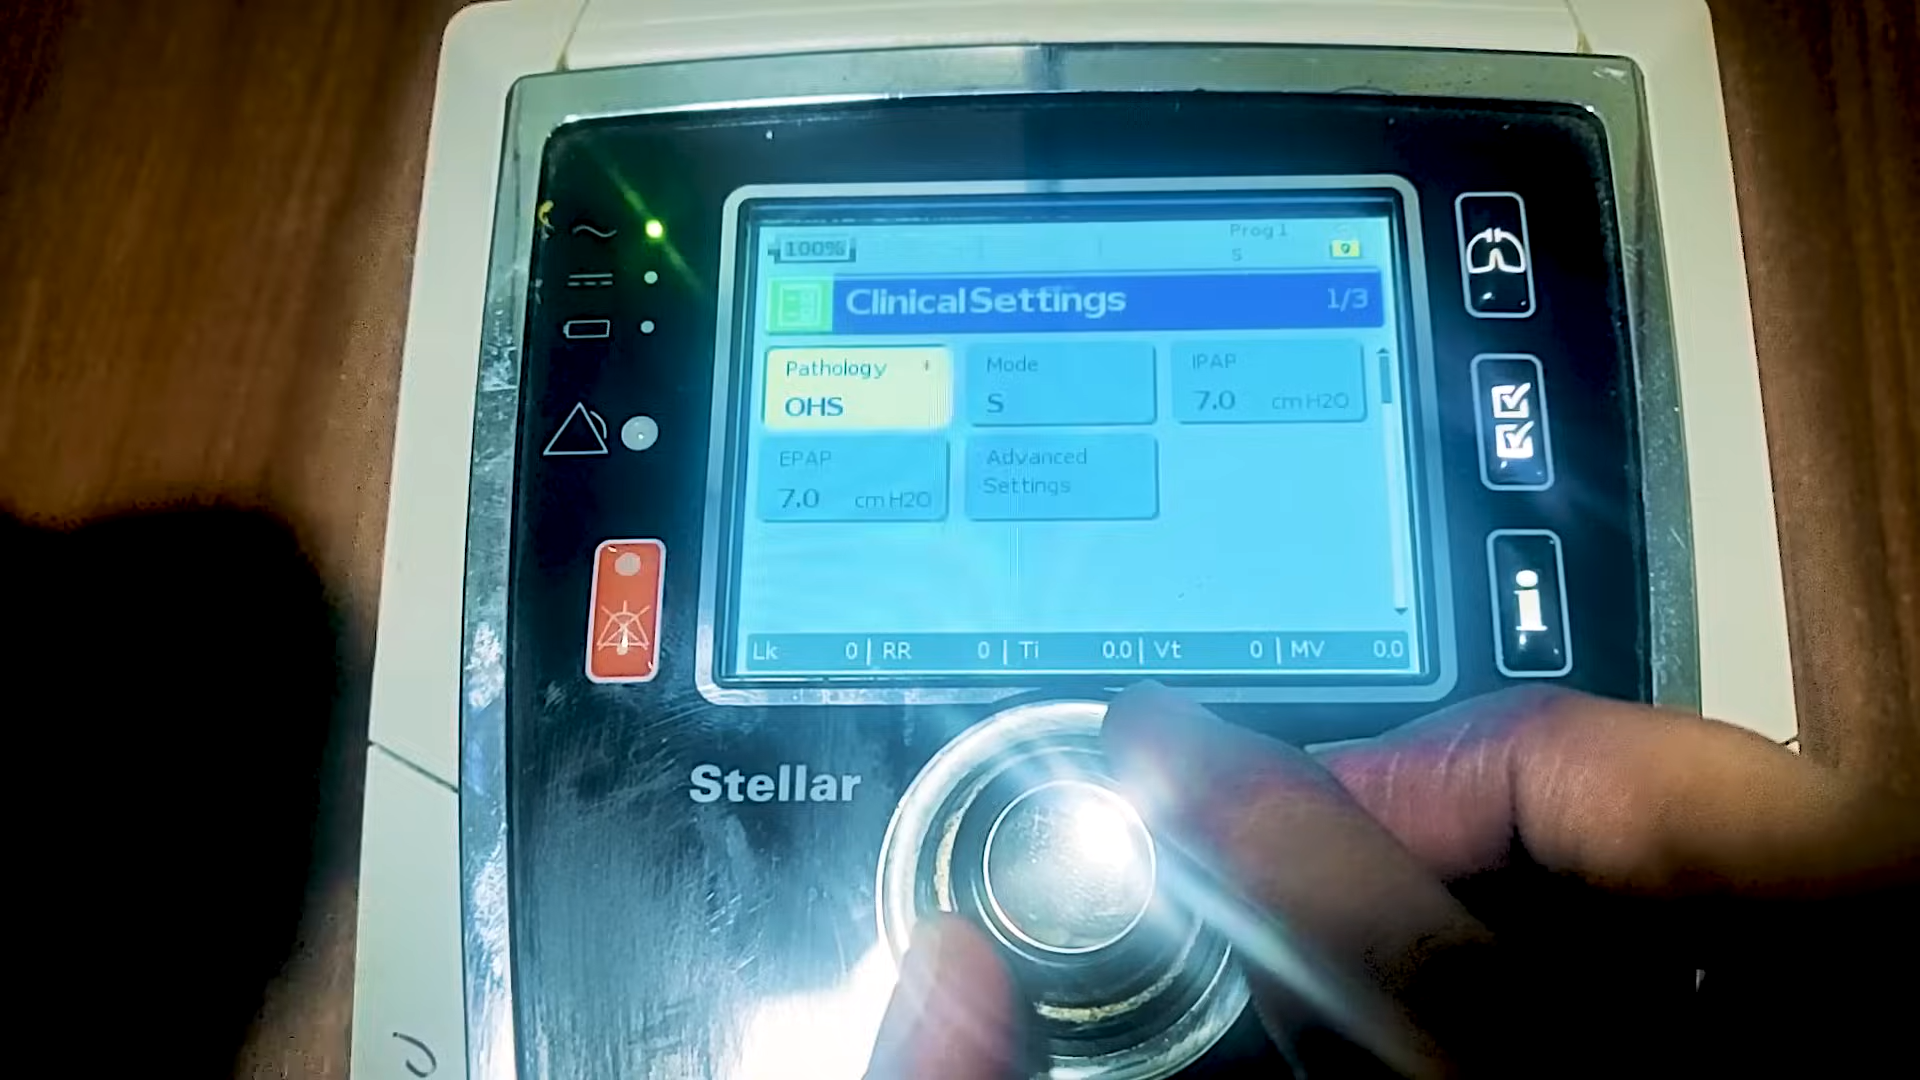 100%
Prog 1
S
Clinical Settings 1/3
Pathology
OHS
Mode
S
IPAP
7.0 cm H2O
EPAP
7.0 cm H2O
Advanced
Settings
Lk 0 | RR 0 | Ti 0.0 | Vt 0 | MV 0.0
Stellar